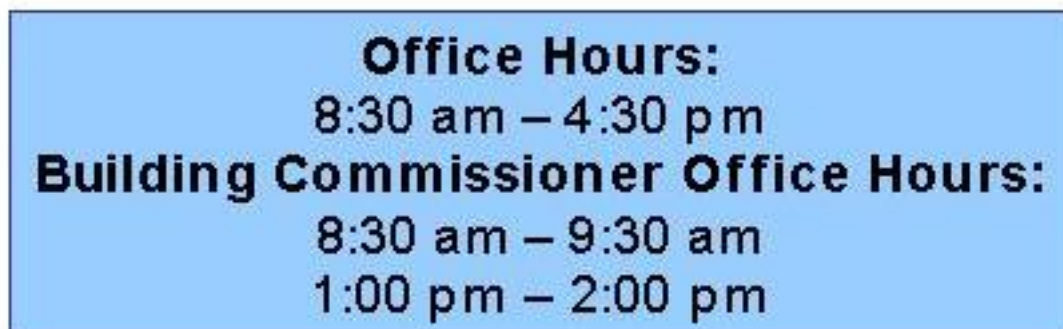 Office Hours:
8:30 am – 4:30 pm
Building Commissioner Office Hours:
8:30 am – 9:30 am
1:00 pm – 2:00 pm